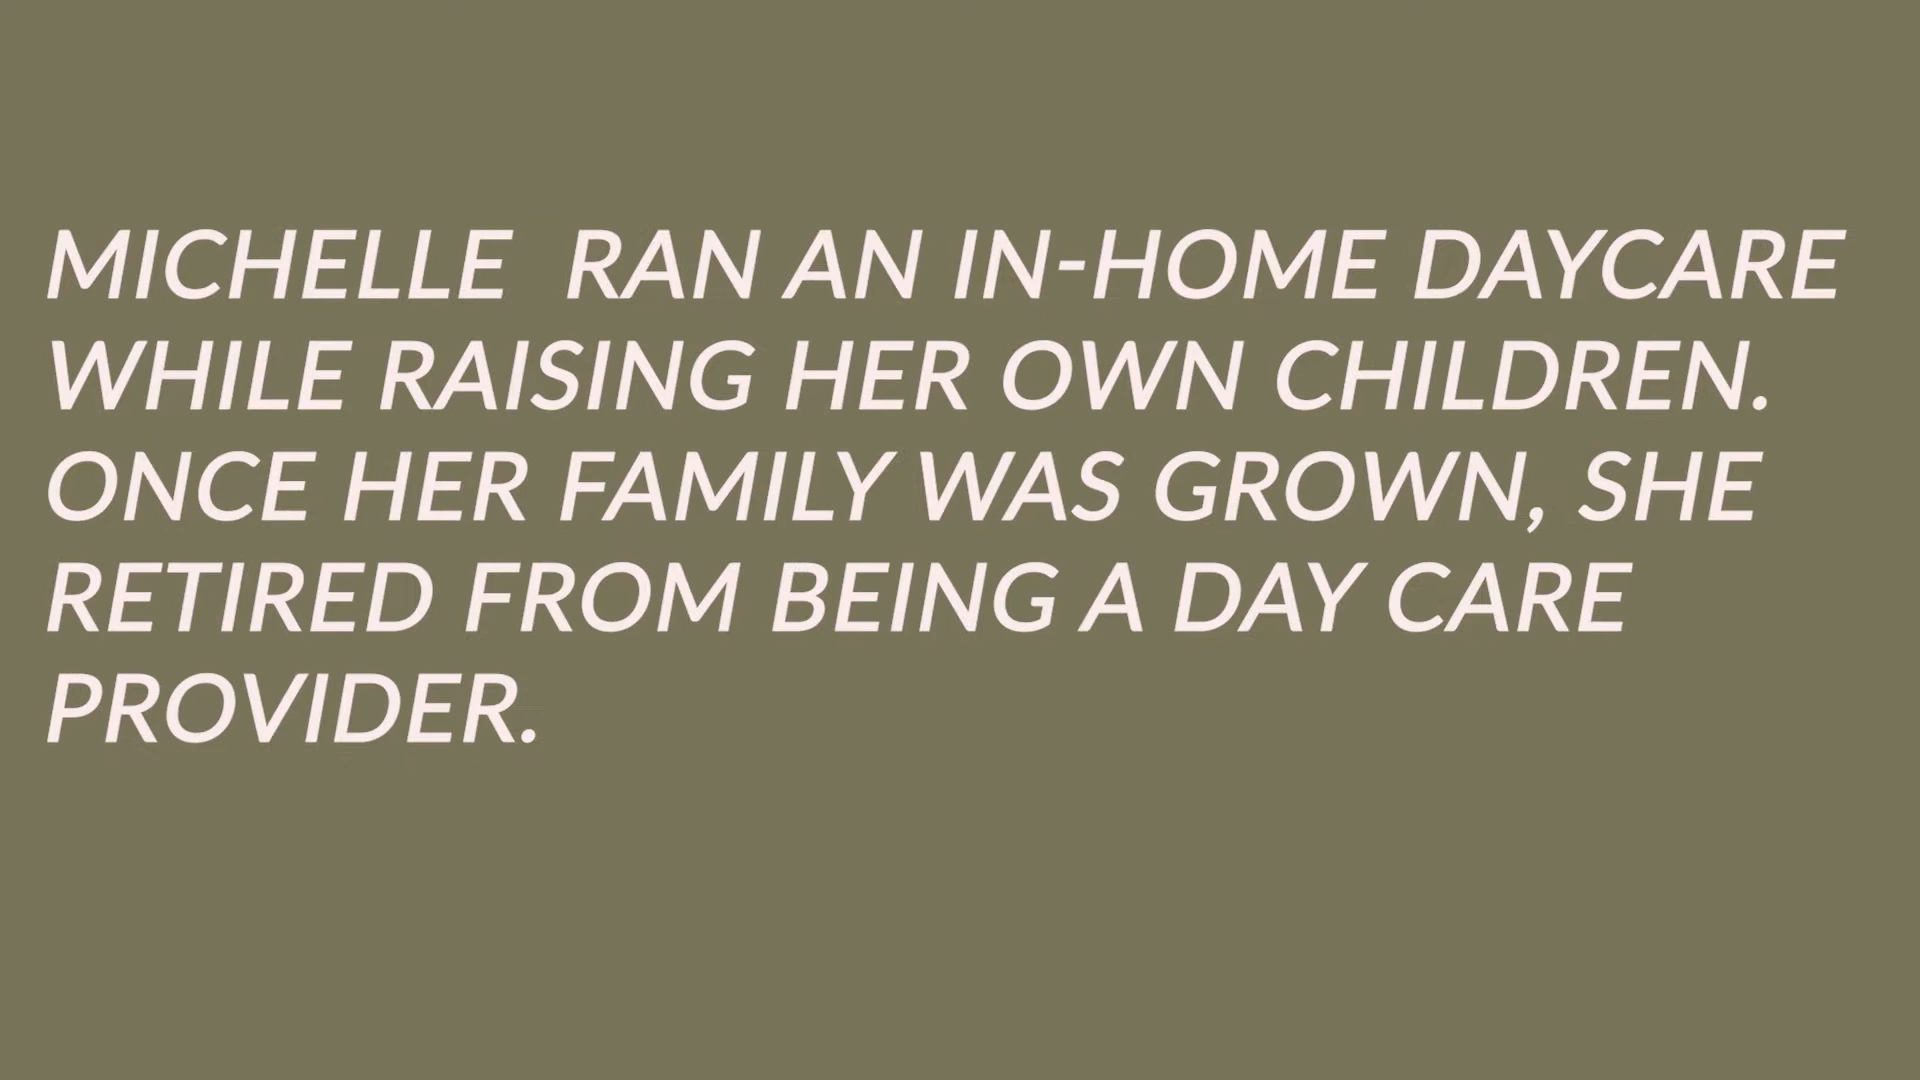 MICHELLE  RAN AN IN-HOME DAYCARE
WHILE RAISING HER OWN CHILDREN.
ONCE HER FAMILY WAS GROWN, SHE
RETIRED FROM BEING A DAY CARE
PROVIDER.